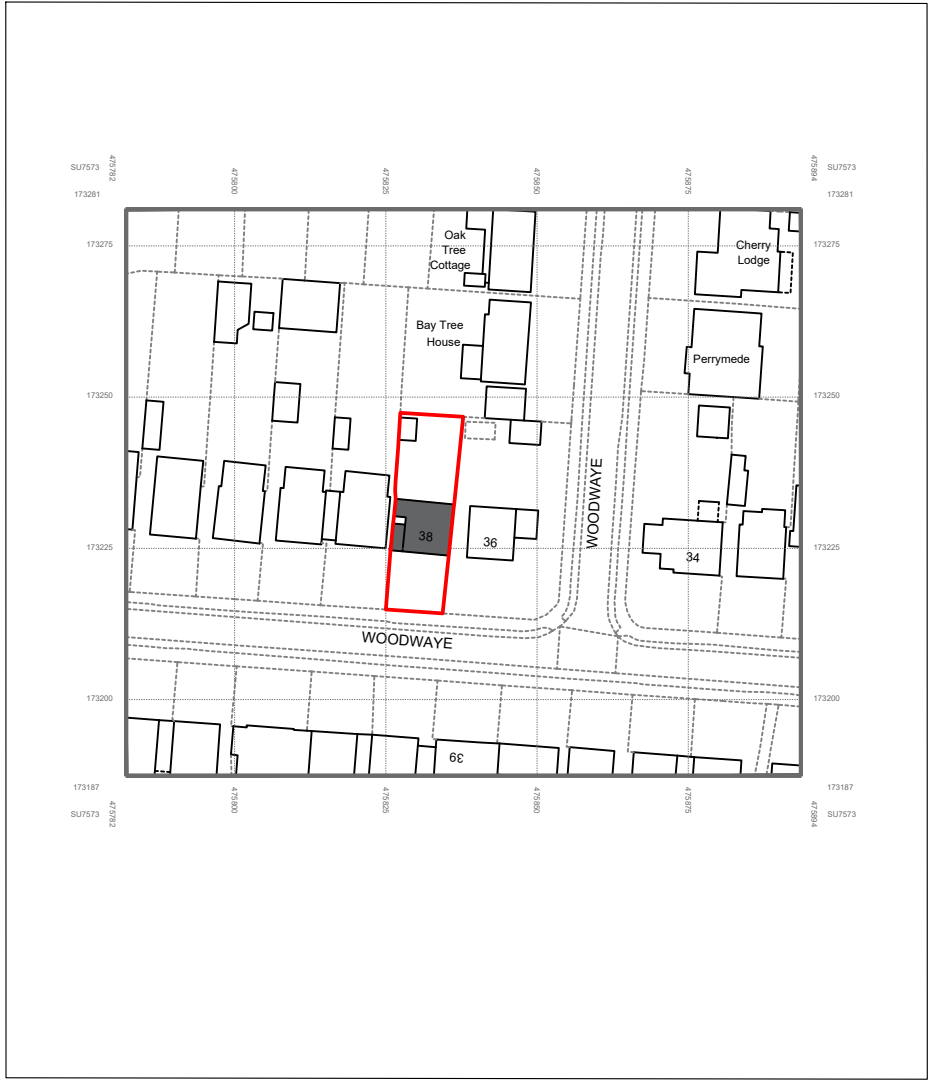 475782
475800
475825
475850
475875
475894
SU7573
SU7573
173281
173281
173275
173275
Oak
Tree
Cottage
Cherry
Lodge
Bay Tree
House
Perrymede
173250
173250
WOODWAYE
38
36
34
173225
173225
WOODWAYE
173200
173200
39
173187
173187
SU7573
SU7573
475782
475800
475825
475850
475875
475894